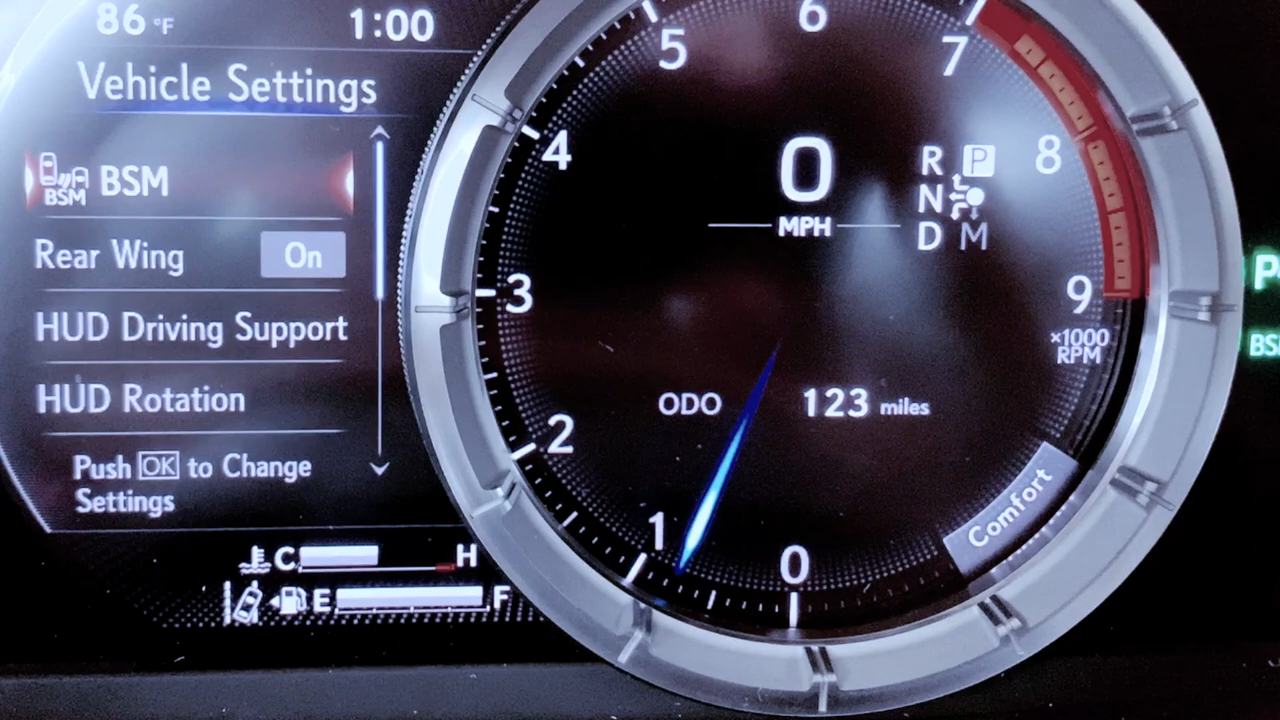 86 °F 1:00
Vehicle Settings
BSM BSM
Rear Wing On
HUD Driving Support
HUD Rotation
Push OK to Change
Settings
C H
E F
0
1
2
3
4
5
6
7
8
9
×1000
RPM
0
MPH
R P
N
D M
ODO 123 miles
Comfort